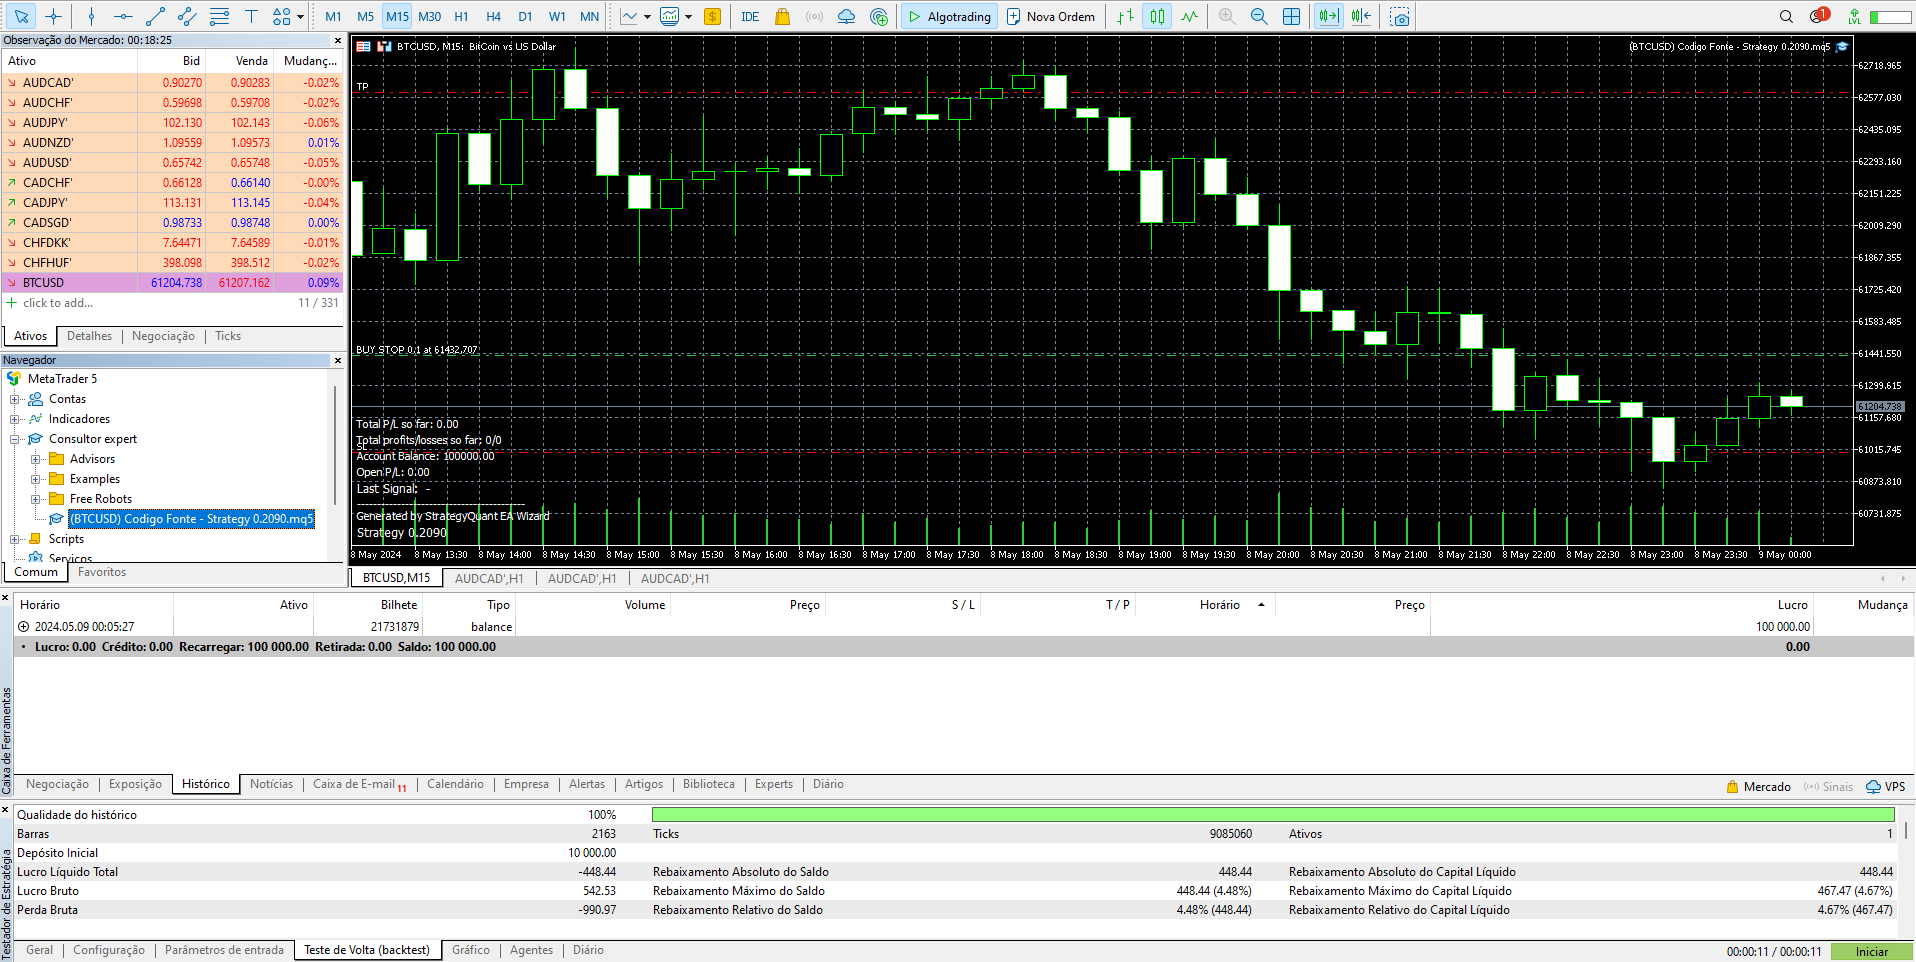 M1 M5 M15 M30 H1 H4 D1 W1 MN $ IDE Algotrading Nova Ordem 1 LVL
Observação do Mercado: 00:18:25
Ativo Bid Venda Mudanç...
AUDCAD' 0.90270 0.90283 -0.02%
AUDCHF' 0.59698 0.59708 -0.02%
AUDJPY' 102.130 102.143 -0.06%
AUDNZD' 1.09559 1.09573 0.01%
AUDUSD' 0.65742 0.65748 -0.05%
CADCHF' 0.66128 0.66140 -0.00%
CADJPY' 113.131 113.145 -0.04%
CADSGD' 0.98733 0.98748 0.00%
CHFDKK' 7.64471 7.64589 -0.01%
CHFHUF' 398.098 398.512 -0.02%
BTCUSD 61204.738 61207.162 0.09%
click to add... 11 / 331
Ativos Detalhes Negociação Ticks
Navegador
MetaTrader 5
Contas
Indicadores
Consultor expert
Advisors
Examples
Free Robots
(BTCUSD) Codigo Fonte - Strategy 0.2090.mq5
Scripts
Serviços
Comum Favoritos
BTCUSD, M15: BitCoin vs US Dollar
(BTCUSD) Codigo Fonte - Strategy 0.2090.mq5
TP
BUY STOP 0.1 at 61432.707
Total P/L so far: 0.00
Total profits/losses so far: 0/0
SL
Account Balance: 100000.00
Open P/L: 0.00
Last Signal: -
Generated by StrategyQuant EA Wizard
Strategy 0.2090
62718.965
62577.030
62435.095
62293.160
62151.225
62009.290
61867.355
61725.420
61583.485
61441.550
61299.615
61204.738
61157.680
61015.745
60873.810
60731.875
8 May 2024 8 May 13:30 8 May 14:00 8 May 14:30 8 May 15:00 8 May 15:30 8 May 16:00 8 May 16:30 8 May 17:00 8 May 17:30 8 May 18:00 8 May 18:30 8 May 19:00 8 May 19:30 8 May 20:00 8 May 20:30 8 May 21:00 8 May 21:30 8 May 22:00 8 May 22:30 8 May 23:00 8 May 23:30 9 May 00:00
BTCUSD,M15 AUDCAD',H1 AUDCAD',H1 AUDCAD',H1
Caixa de Ferramentas
Horário Ativo Bilhete Tipo Volume Preço S / L T / P Horário Preço Lucro Mudança
2024.05.09 00:05:27 21731879 balance 100 000.00
• Lucro: 0.00 Crédito: 0.00 Recarregar: 100 000.00 Retirada: 0.00 Saldo: 100 000.00 0.00
Negociação Exposição Histórico Notícias Caixa de E-mail 11 Calendário Empresa Alertas Artigos Biblioteca Experts Diário Mercado Sinais VPS
Testador de Estratégia
Qualidade do histórico 100%
Barras 2163 Ticks 9085060 Ativos 1
Depósito Inicial 10 000.00
Lucro Líquido Total -448.44 Rebaixamento Absoluto do Saldo 448.44 Rebaixamento Absoluto do Capital Líquido 448.44
Lucro Bruto 542.53 Rebaixamento Máximo do Saldo 448.44 (4.48%) Rebaixamento Máximo do Capital Líquido 467.47 (4.67%)
Perda Bruta -990.97 Rebaixamento Relativo do Saldo 4.48% (448.44) Rebaixamento Relativo do Capital Líquido 4.67% (467.47)
Geral Configuração Parâmetros de entrada Teste de Volta (backtest) Gráfico Agentes Diário 00:00:11 / 00:00:11 Iniciar